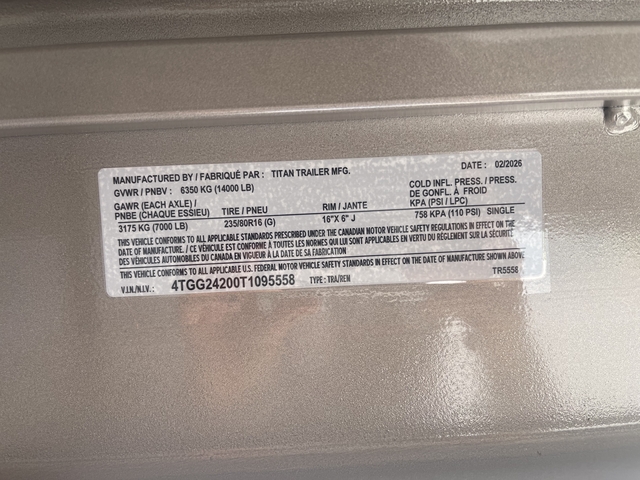 MANUFACTURED BY / FABRIQUÉ PAR : TITAN TRAILER MFG. DATE : 02/2026
GVWR / PNBV : 6350 KG (14000 LB)
GAWR (EACH AXLE) / PNBE (CHAQUE ESSIEU) TIRE / PNEU RIM / JANTE COLD INFL. PRESS. / PRESS. DE GONFL. À FROID KPA (PSI / LPC)
3175 KG (7000 LB) 235/80R16 (G) 16"X 6" J 758 KPA (110 PSI) SINGLE
THIS VEHICLE CONFORMS TO ALL APPLICABLE STANDARDS PRESCRIBED UNDER THE CANADIAN MOTOR VEHICLE SAFETY REGULATIONS
IN EFFECT ON THE DATE OF MANUFACTURE / CE VÉHICULE EST CONFORME À TOUTES LES NORMES QUI LUI SONT APPLICABLES EN VERTU DU RÈGLEMENT SUR LA SÉCURITÉ
DES VÉHICULES AUTOMOBILES DU CANADA EN VIGUEUR À LA DATE DE SA FABRICATION
THIS VEHICLE CONFORMS TO ALL APPLICABLE U.S. FEDERAL MOTOR VEHICLE SAFETY STANDARDS IN EFFECT ON THE DATE OF MANUFACTURE SHOWN ABOVE
V.I.N./N.I.V.: 4TGG24200T1095558 TYPE : TRA/REM TR5558